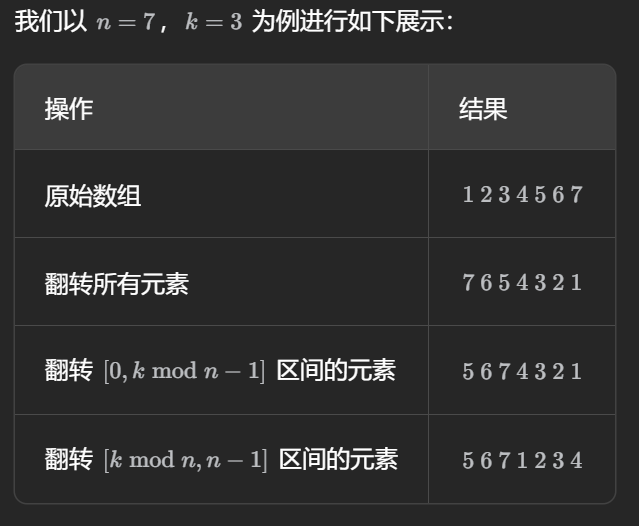 我们以 n = 7，k = 3 为例进行如下展示：
操作 结果
原始数组 1 2 3 4 5 6 7
翻转所有元素 7 6 5 4 3 2 1
翻转 [0, k mod n − 1] 区间的元素 5 6 7 4 3 2 1
翻转 [k mod n, n − 1] 区间的元素 5 6 7 1 2 3 4